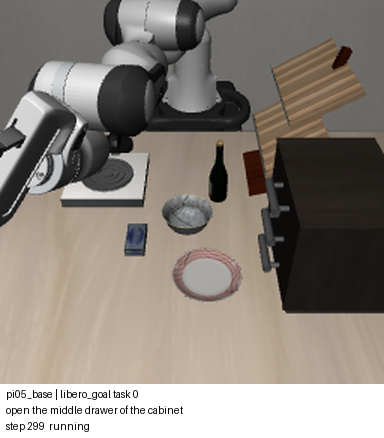 pi05_base | libero_goal task 0
open the middle drawer of the cabinet
step 299 running